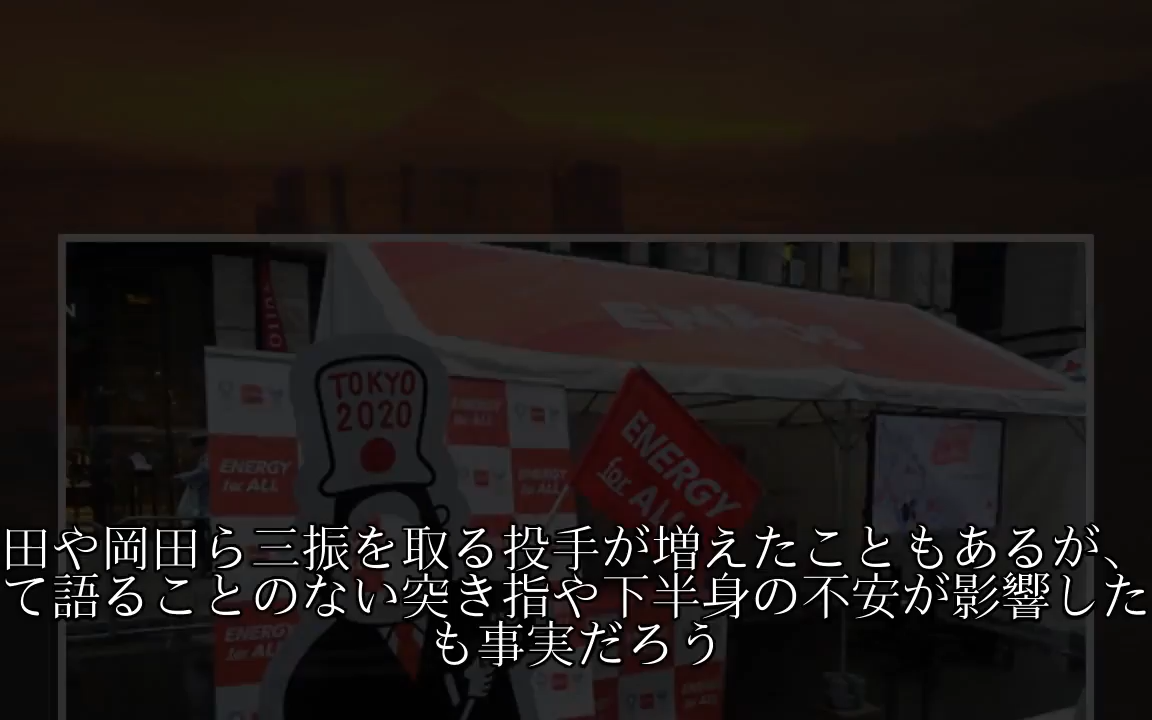 TOKYO
2020
ENERGY
for ALL
ENERGY
for ALL
ENERGY
for ALL
田や岡田ら三振を取る投手が増えたこともあるが、
て語ることのない突き指や下半身の不安が影響した
も事実だろう
ENERGY
for ALL